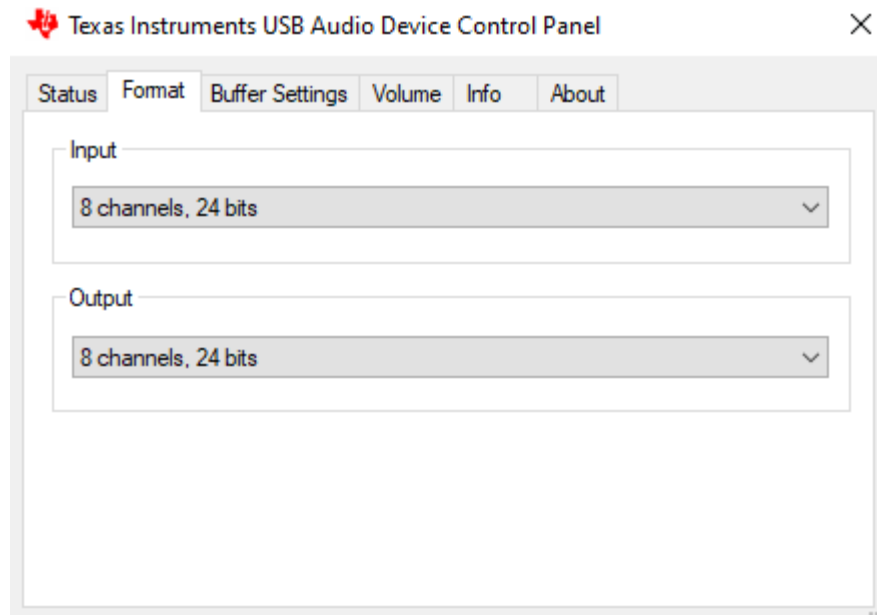 Texas Instruments USB Audio Device Control Panel
Status Format Buffer Settings Volume Info About
Input
8 channels, 24 bits
Output
8 channels, 24 bits